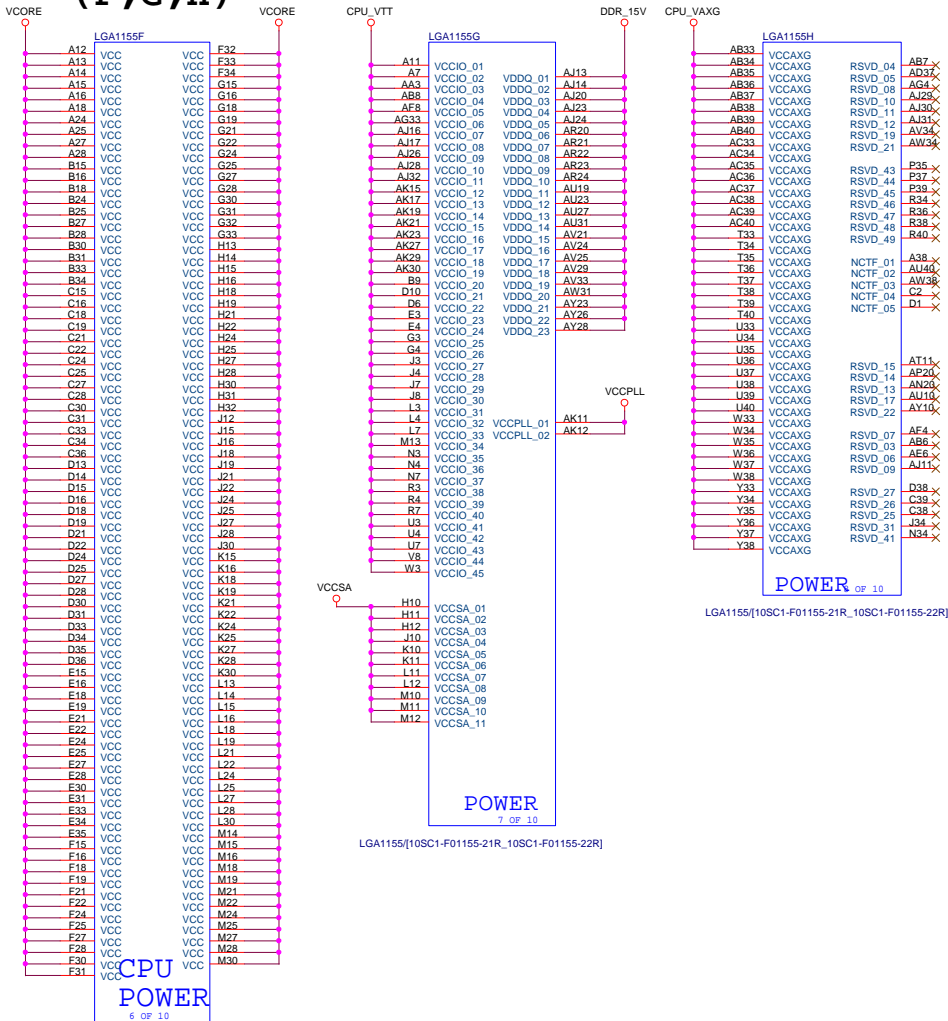 (F,G,H)
VCORE VCORE
LGA1155F
A12 VCC VCC F32
A13 VCC VCC F33
A14 VCC VCC F34
A15 VCC VCC G15
A16 VCC VCC G16
A18 VCC VCC G18
A24 VCC VCC G19
A25 VCC VCC G21
A27 VCC VCC G22
A28 VCC VCC G24
B15 VCC VCC G25
B16 VCC VCC G27
B18 VCC VCC G28
B24 VCC VCC G30
B25 VCC VCC G31
B27 VCC VCC G32
B28 VCC VCC G33
B30 VCC VCC H13
B31 VCC VCC H14
B33 VCC VCC H15
B34 VCC VCC H16
C15 VCC VCC H18
C16 VCC VCC H19
C18 VCC VCC H21
C19 VCC VCC H22
C21 VCC VCC H24
C22 VCC VCC H25
C24 VCC VCC H27
C25 VCC VCC H28
C27 VCC VCC H30
C28 VCC VCC H31
C30 VCC VCC H32
C31 VCC VCC J12
C33 VCC VCC J15
C34 VCC VCC J16
C36 VCC VCC J18
D13 VCC VCC J19
D14 VCC VCC J21
D15 VCC VCC J22
D16 VCC VCC J24
D18 VCC VCC J25
D19 VCC VCC J27
D21 VCC VCC J28
D22 VCC VCC J30
D24 VCC VCC K15
D25 VCC VCC K16
D27 VCC VCC K18
D28 VCC VCC K19
D30 VCC VCC K21
D31 VCC VCC K22
D33 VCC VCC K24
D34 VCC VCC K25
D35 VCC VCC K27
D36 VCC VCC K28
E15 VCC VCC K30
E16 VCC VCC L13
E18 VCC VCC L14
E19 VCC VCC L15
E21 VCC VCC L16
E22 VCC VCC L18
E24 VCC VCC L19
E25 VCC VCC L21
E27 VCC VCC L22
E28 VCC VCC L24
E30 VCC VCC L25
E31 VCC VCC L27
E33 VCC VCC L28
E34 VCC VCC L30
E35 VCC VCC M14
F15 VCC VCC M15
F16 VCC VCC M16
F18 VCC VCC M18
F19 VCC VCC M19
F21 VCC VCC M21
F22 VCC VCC M22
F24 VCC VCC M24
F25 VCC VCC M25
F27 VCC VCC M27
F28 VCC VCC M28
F30 VCC VCC M30
F31 VCC
CPU
POWER
6 OF 10
CPU_VTT DDR_15V
LGA1155G
A11 VCCIO_01
A7 VCCIO_02 VDDQ_01 AJ13
AA3 VCCIO_03 VDDQ_02 AJ14
AB8 VCCIO_04 VDDQ_03 AJ20
AF8 VCCIO_05 VDDQ_04 AJ23
AG33 VCCIO_06 VDDQ_05 AJ24
AJ16 VCCIO_07 VDDQ_06 AR20
AJ17 VCCIO_08 VDDQ_07 AR21
AJ26 VCCIO_09 VDDQ_08 AR22
AJ28 VCCIO_10 VDDQ_09 AR23
AJ32 VCCIO_11 VDDQ_10 AR24
AK15 VCCIO_12 VDDQ_11 AU19
AK17 VCCIO_13 VDDQ_12 AU23
AK19 VCCIO_14 VDDQ_13 AU27
AK21 VCCIO_15 VDDQ_14 AU31
AK23 VCCIO_16 VDDQ_15 AV21
AK27 VCCIO_17 VDDQ_16 AV24
AK29 VCCIO_18 VDDQ_17 AV25
AK30 VCCIO_19 VDDQ_18 AV29
B9 VCCIO_20 VDDQ_19 AV33
D10 VCCIO_21 VDDQ_20 AW31
D6 VCCIO_22 VDDQ_21 AY23
E3 VCCIO_23 VDDQ_22 AY26
E4 VCCIO_24 VDDQ_23 AY28
G3 VCCIO_25
G4 VCCIO_26
J3 VCCIO_27
J4 VCCIO_28
J7 VCCIO_29
J8 VCCIO_30
VCCPLL
L3 VCCIO_31
L4 VCCIO_32 VCCPLL_01 AK11
L7 VCCIO_33 VCCPLL_02 AK12
M13 VCCIO_34
N3 VCCIO_35
N4 VCCIO_36
N7 VCCIO_37
R3 VCCIO_38
R4 VCCIO_39
R7 VCCIO_40
U3 VCCIO_41
U4 VCCIO_42
U7 VCCIO_43
V8 VCCIO_44
W3 VCCIO_45
VCCSA
H10 VCCSA_01
H11 VCCSA_02
H12 VCCSA_03
J10 VCCSA_04
K10 VCCSA_05
K11 VCCSA_06
L11 VCCSA_07
L12 VCCSA_08
M10 VCCSA_09
M11 VCCSA_10
M12 VCCSA_11
POWER
7 OF 10
LGA1155/[10SC1-F01155-21R_10SC1-F01155-22R]
CPU_VAXG
LGA1155H
AB33 VCCAXG
AB34 VCCAXG RSVD_04 AB7
AB35 VCCAXG RSVD_05 AD37
AB36 VCCAXG RSVD_08 AG4
AB37 VCCAXG RSVD_10 AJ29
AB38 VCCAXG RSVD_11 AJ30
AB39 VCCAXG RSVD_12 AJ31
AB40 VCCAXG RSVD_19 AV34
AC33 VCCAXG RSVD_21 AW34
AC34 VCCAXG
AC35 VCCAXG RSVD_43 P35
AC36 VCCAXG RSVD_44 P37
AC37 VCCAXG RSVD_45 P39
AC38 VCCAXG RSVD_46 R34
AC39 VCCAXG RSVD_47 R36
AC40 VCCAXG RSVD_48 R38
T33 VCCAXG RSVD_49 R40
T34 VCCAXG
T35 VCCAXG NCTF_01 A38
T36 VCCAXG NCTF_02 AU40
T37 VCCAXG NCTF_03 AW38
T38 VCCAXG NCTF_04 C2
T39 VCCAXG NCTF_05 D1
T40 VCCAXG
U33 VCCAXG
U34 VCCAXG
U35 VCCAXG
U36 VCCAXG RSVD_15 AT11
U37 VCCAXG RSVD_14 AP20
U38 VCCAXG RSVD_13 AN20
U39 VCCAXG RSVD_17 AU10
U40 VCCAXG RSVD_22 AY10
W33 VCCAXG
W34 VCCAXG RSVD_07 AF4
W35 VCCAXG RSVD_03 AB6
W36 VCCAXG RSVD_06 AE6
W37 VCCAXG RSVD_09 AJ11
W38 VCCAXG
Y33 VCCAXG RSVD_27 D38
Y34 VCCAXG RSVD_26 C39
Y35 VCCAXG RSVD_25 C38
Y36 VCCAXG RSVD_31 J34
Y37 VCCAXG RSVD_41 N34
Y38 VCCAXG
POWER OF 10
LGA1155/[10SC1-F01155-21R_10SC1-F01155-22R]